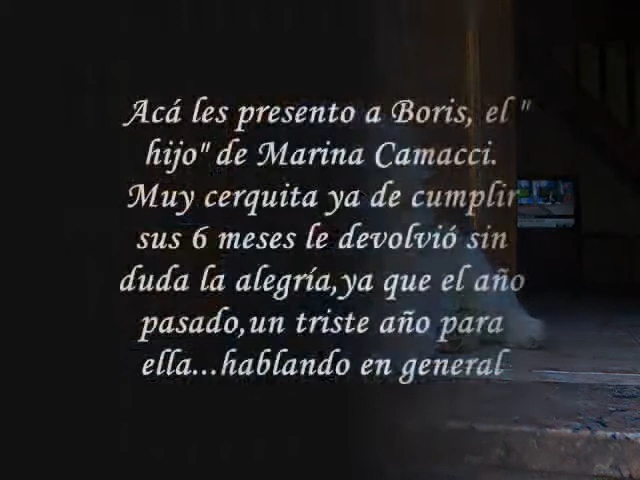 Acá les presento a Boris, el "
hijo" de Marina Camacci.
Muy cerquita ya de cumplir
sus 6 meses le devolvió sin
duda la alegría,ya que el año
pasado,un triste año para
ella...hablando en general